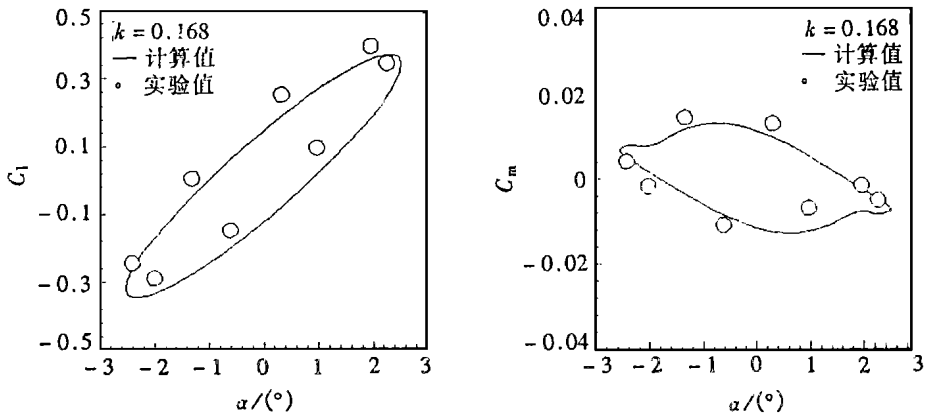 0.5
0.3
0.1
-0.1
-0.3
-0.5
C_l
k=0.168
— 计算值
○ 实验值
-3 -2 -1 0 1 2 3
α/(°)
0.04
0.02
0
-0.02
-0.04
C_m
k=0.168
— 计算值
○ 实验值
-3 -2 -1 0 1 2 3
α/(°)